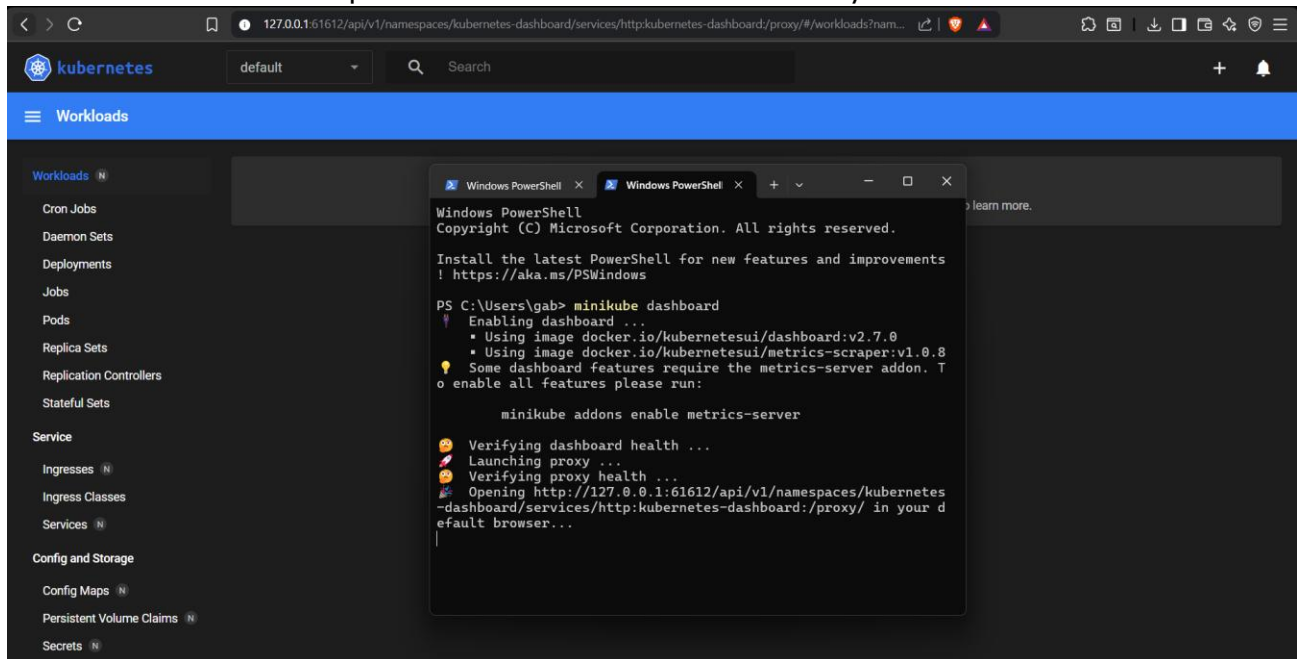 127.0.0.1:61612/api/v1/namespaces/kubernetes-dashboard/services/http:kubernetes-dashboard:/proxy/#/workloads?nam...
kubernetes
default
Search
Workloads
Workloads N
Cron Jobs
Daemon Sets
Deployments
Jobs
Pods
Replica Sets
Replication Controllers
Stateful Sets
Service
Ingresses N
Ingress Classes
Services N
Config and Storage
Config Maps N
Persistent Volume Claims N
Secrets N
learn more.
Windows PowerShell
Windows PowerShell
Windows PowerShell
Copyright (C) Microsoft Corporation. All rights reserved.
Install the latest PowerShell for new features and improvements
! https://aka.ms/PSWindows
PS C:\Users\gab> minikube dashboard
Enabling dashboard ...
▪ Using image docker.io/kubernetesui/dashboard:v2.7.0
▪ Using image docker.io/kubernetesui/metrics-scraper:v1.0.8
Some dashboard features require the metrics-server addon. T
o enable all features please run:
minikube addons enable metrics-server
Verifying dashboard health ...
Launching proxy ...
Verifying proxy health ...
Opening http://127.0.0.1:61612/api/v1/namespaces/kubernetes
-dashboard/services/http:kubernetes-dashboard:/proxy/ in your d
efault browser...